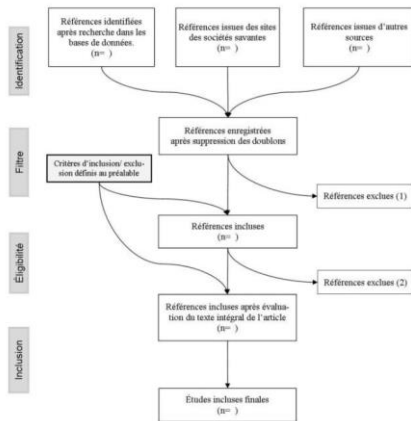 Identification
Références identifiées
après recherche dans les
bases de données.
(n= )
Références issues des sites
des sociétés savantes
(n= )
Références issues d'autres
sources
(n= )
Filtre
Références enregistrées
après suppression des doublons
Critères d'inclusion/ exclu-
sion définis au préalable
Références exclues (1)
Éligibilité
Références incluses
(n= )
Références exclues (2)
Références incluses après évalua-
tion du texte intégral de l'article
(n= )
Inclusion
Études incluses finales
(n= )